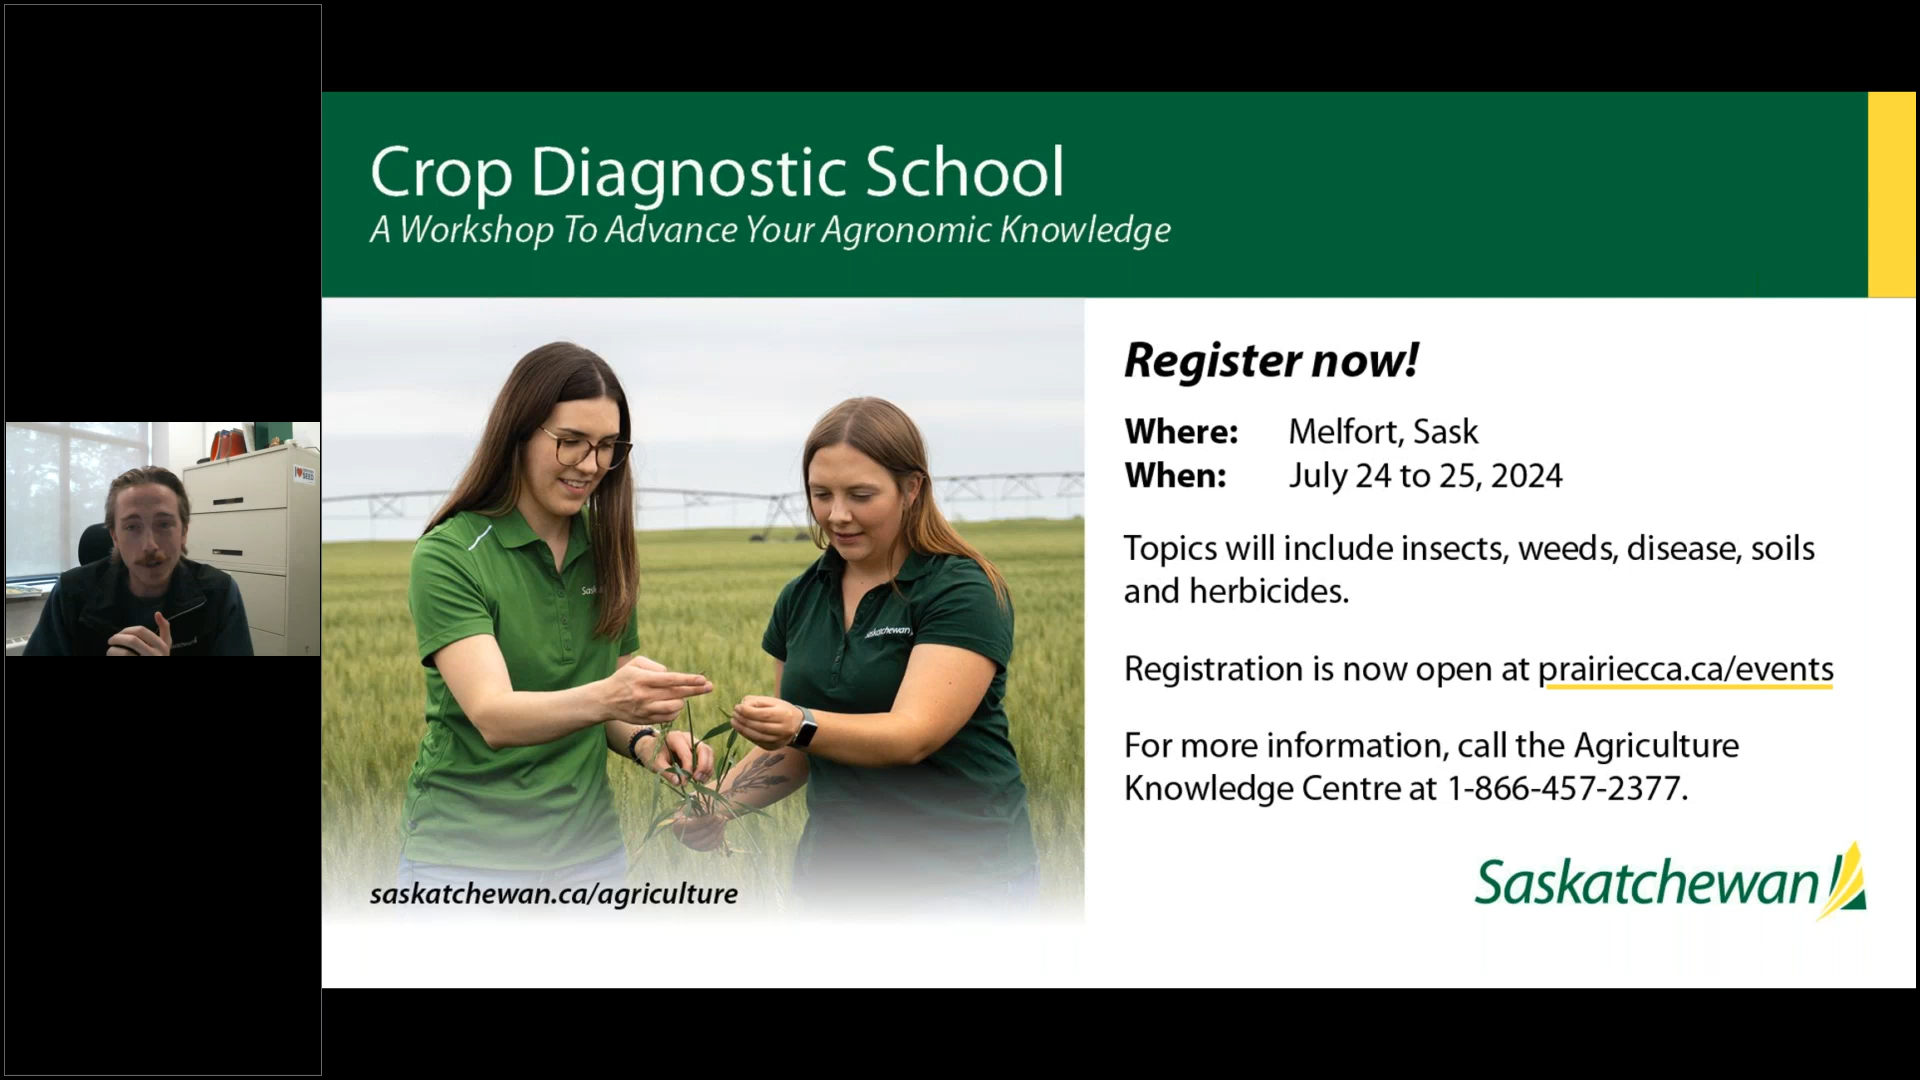 Crop Diagnostic School
A Workshop To Advance Your Agronomic Knowledge
Register now!
Where: Melfort, Sask
When: July 24 to 25, 2024
Topics will include insects, weeds, disease, soils
and herbicides.
Registration is now open at prairiecca.ca/events
For more information, call the Agriculture
Knowledge Centre at 1-866-457-2377.
saskatchewan.ca/agriculture
Saskatchewan
Saskatchewan